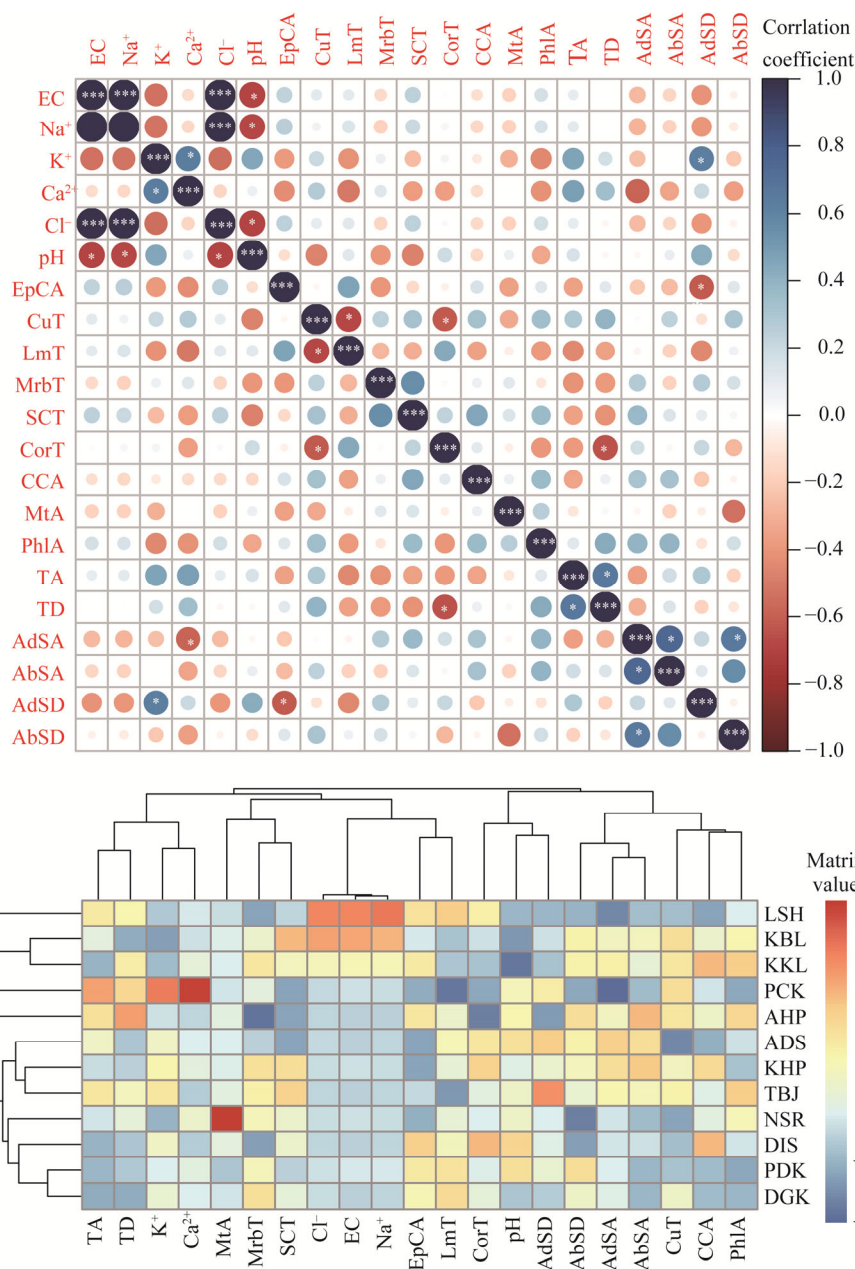 Corrlation
coefficient
EC Na⁺ K⁺ Ca²⁺ Cl⁻ pH EpCA CuT LmT MrbT SCT CorT CCA MtA PhlA TA TD AdSA AbSA AdSD AbSD
EC *** *** *** *
Na⁺ *** *
K⁺ *** * *
Ca²⁺ * ***
Cl⁻ *** *** *** *
pH * * * ***
EpCA *** *
CuT *** * *
LmT * ***
MrbT ***
SCT ***
CorT * *** *
CCA ***
MtA ***
PhlA ***
TA *** *
TD * * ***
AdSA * *** * *
AbSA * ***
AdSD * * ***
AbSD * * ***
1.0
0.8
0.6
0.4
0.2
0.0
−0.2
−0.4
−0.6
−0.8
−1.0
Matri
value
LSH
KBL
KKL
PCK
AHP
ADS
KHP
TBJ
NSR
DIS
PDK
DGK
TA TD K⁺ Ca²⁺ MtA MrbT SCT Cl⁻ EC Na⁺ EpCA LmT CorT pH AdSD AbSD AdSA AbSA CuT CCA PhlA